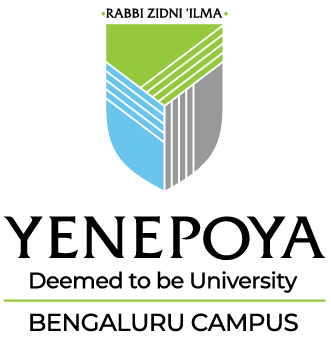 RABBI ZIDNI 'ILMA
YENEPOYA
Deemed to be University
BENGALURU CAMPUS